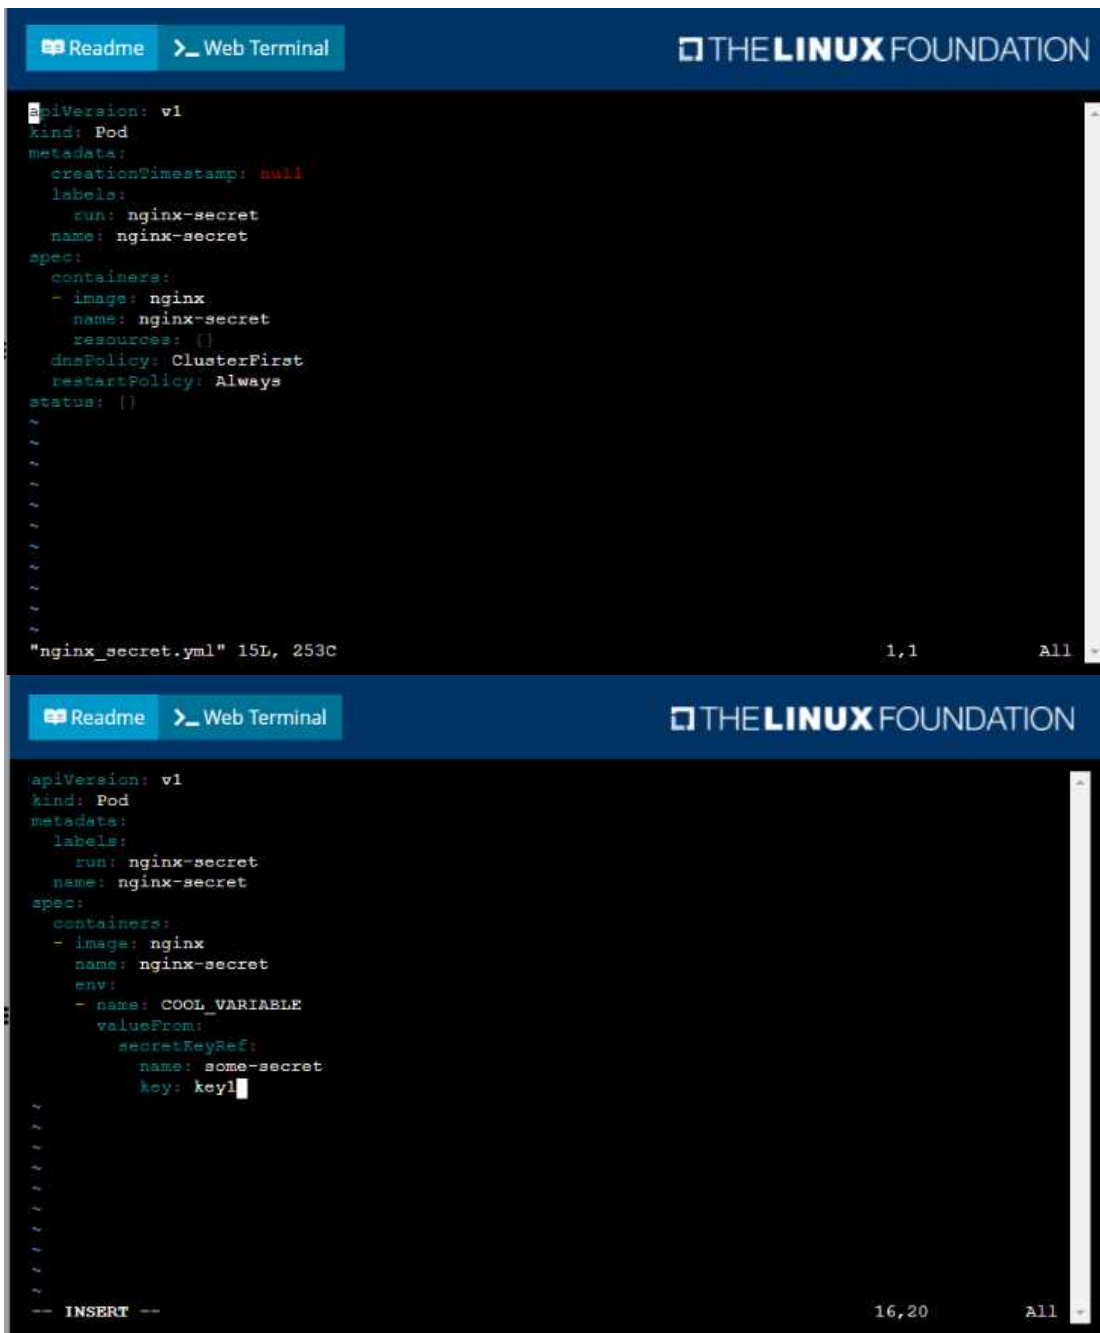 Readme >_ Web Terminal THE LINUX FOUNDATION
apiVersion: v1
kind: Pod
metadata:
  creationTimestamp: null
  labels:
    run: nginx-secret
  name: nginx-secret
spec:
  containers:
  - image: nginx
    name: nginx-secret
    resources: {}
  dnsPolicy: ClusterFirst
  restartPolicy: Always
status: {}
~
~
~
~
~
~
~
~
~
~
~
"nginx_secret.yml" 15L, 253C 1,1 All
Readme >_ Web Terminal THE LINUX FOUNDATION
apiVersion: v1
kind: Pod
metadata:
  labels:
    run: nginx-secret
  name: nginx-secret
spec:
  containers:
  - image: nginx
    name: nginx-secret
    env:
    - name: COOL_VARIABLE
      valueFrom:
        secretKeyRef:
          name: some-secret
          key: key1
~
~
~
~
~
~
~
~
~
~
-- INSERT -- 16,20 All